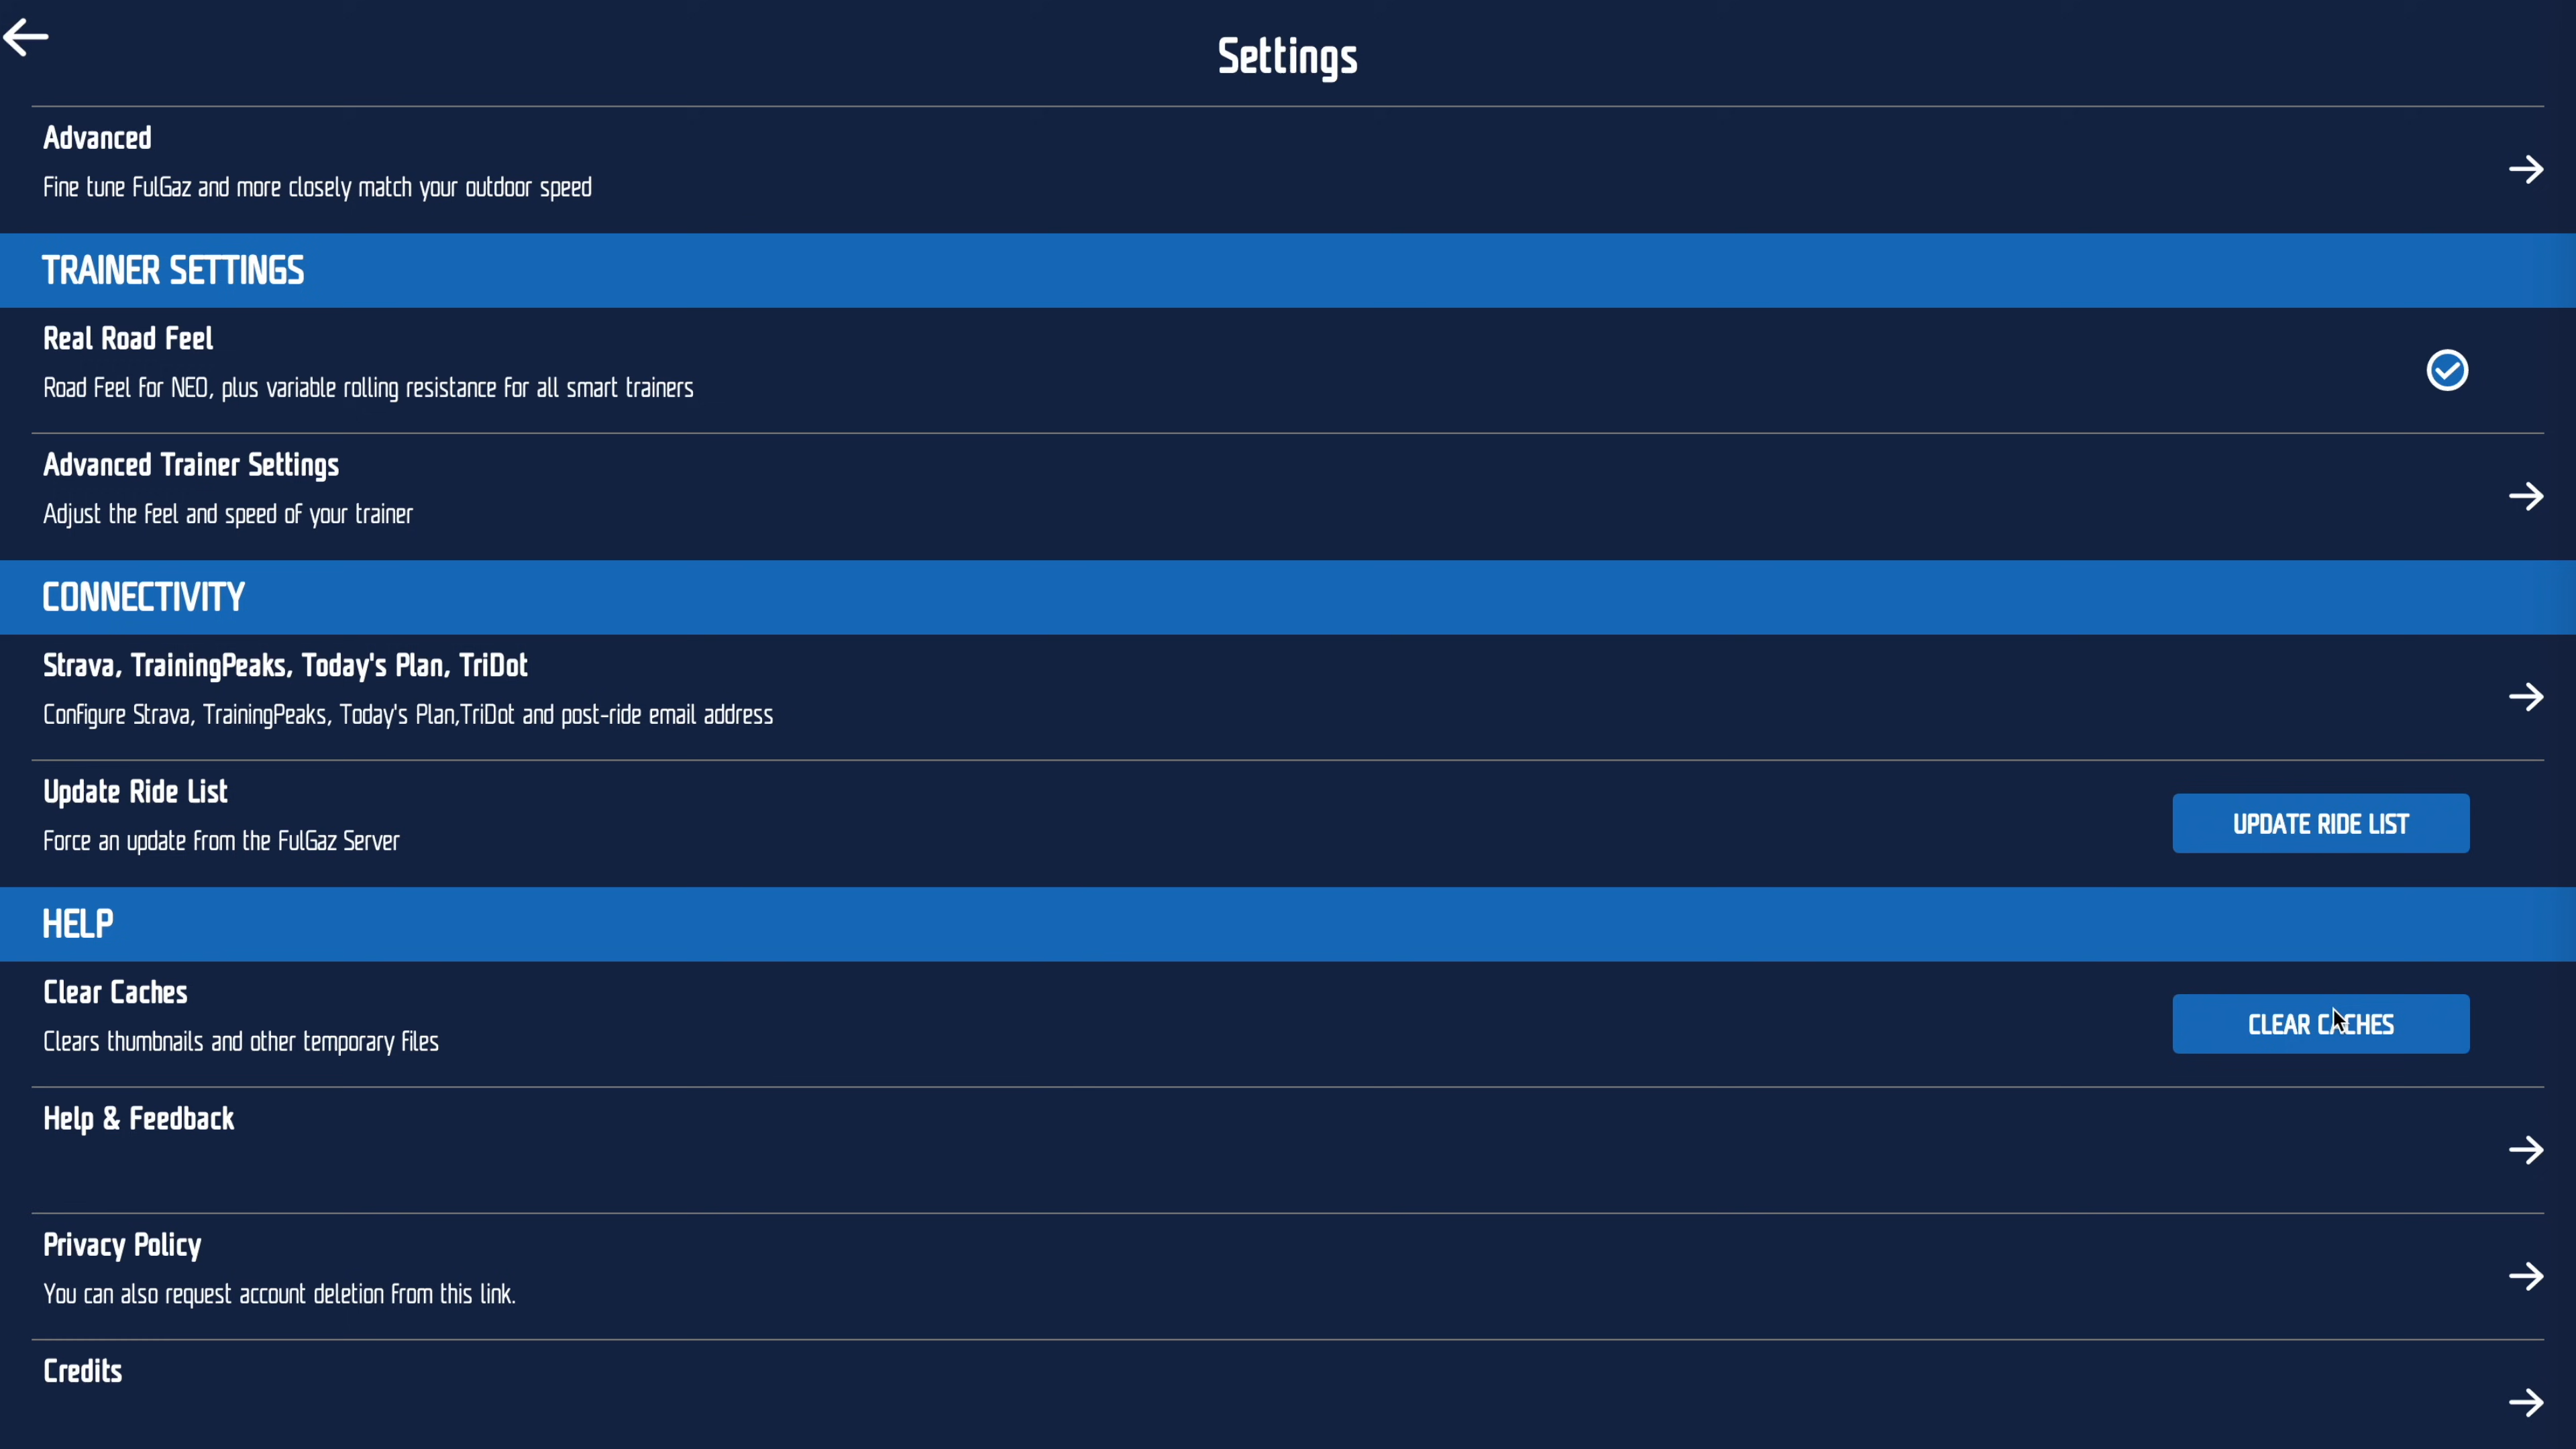 Settings
Advanced
Fine tune FulGaz and more closely match your outdoor speed
TRAINER SETTINGS
Real Road Feel
Road Feel for NEO, plus variable rolling resistance for all smart trainers
Advanced Trainer Settings
Adjust the feel and speed of your trainer
CONNECTIVITY
Strava, TrainingPeaks, Today's Plan, TriDot
Configure Strava, TrainingPeaks, Today's Plan,TriDot and post-ride email address
Update Ride List
Force an update from the FulGaz Server
UPDATE RIDE LIST
HELP
Clear Caches
Clears thumbnails and other temporary files
CLEAR CACHES
Help & Feedback
Privacy Policy
You can also request account deletion from this link.
Credits